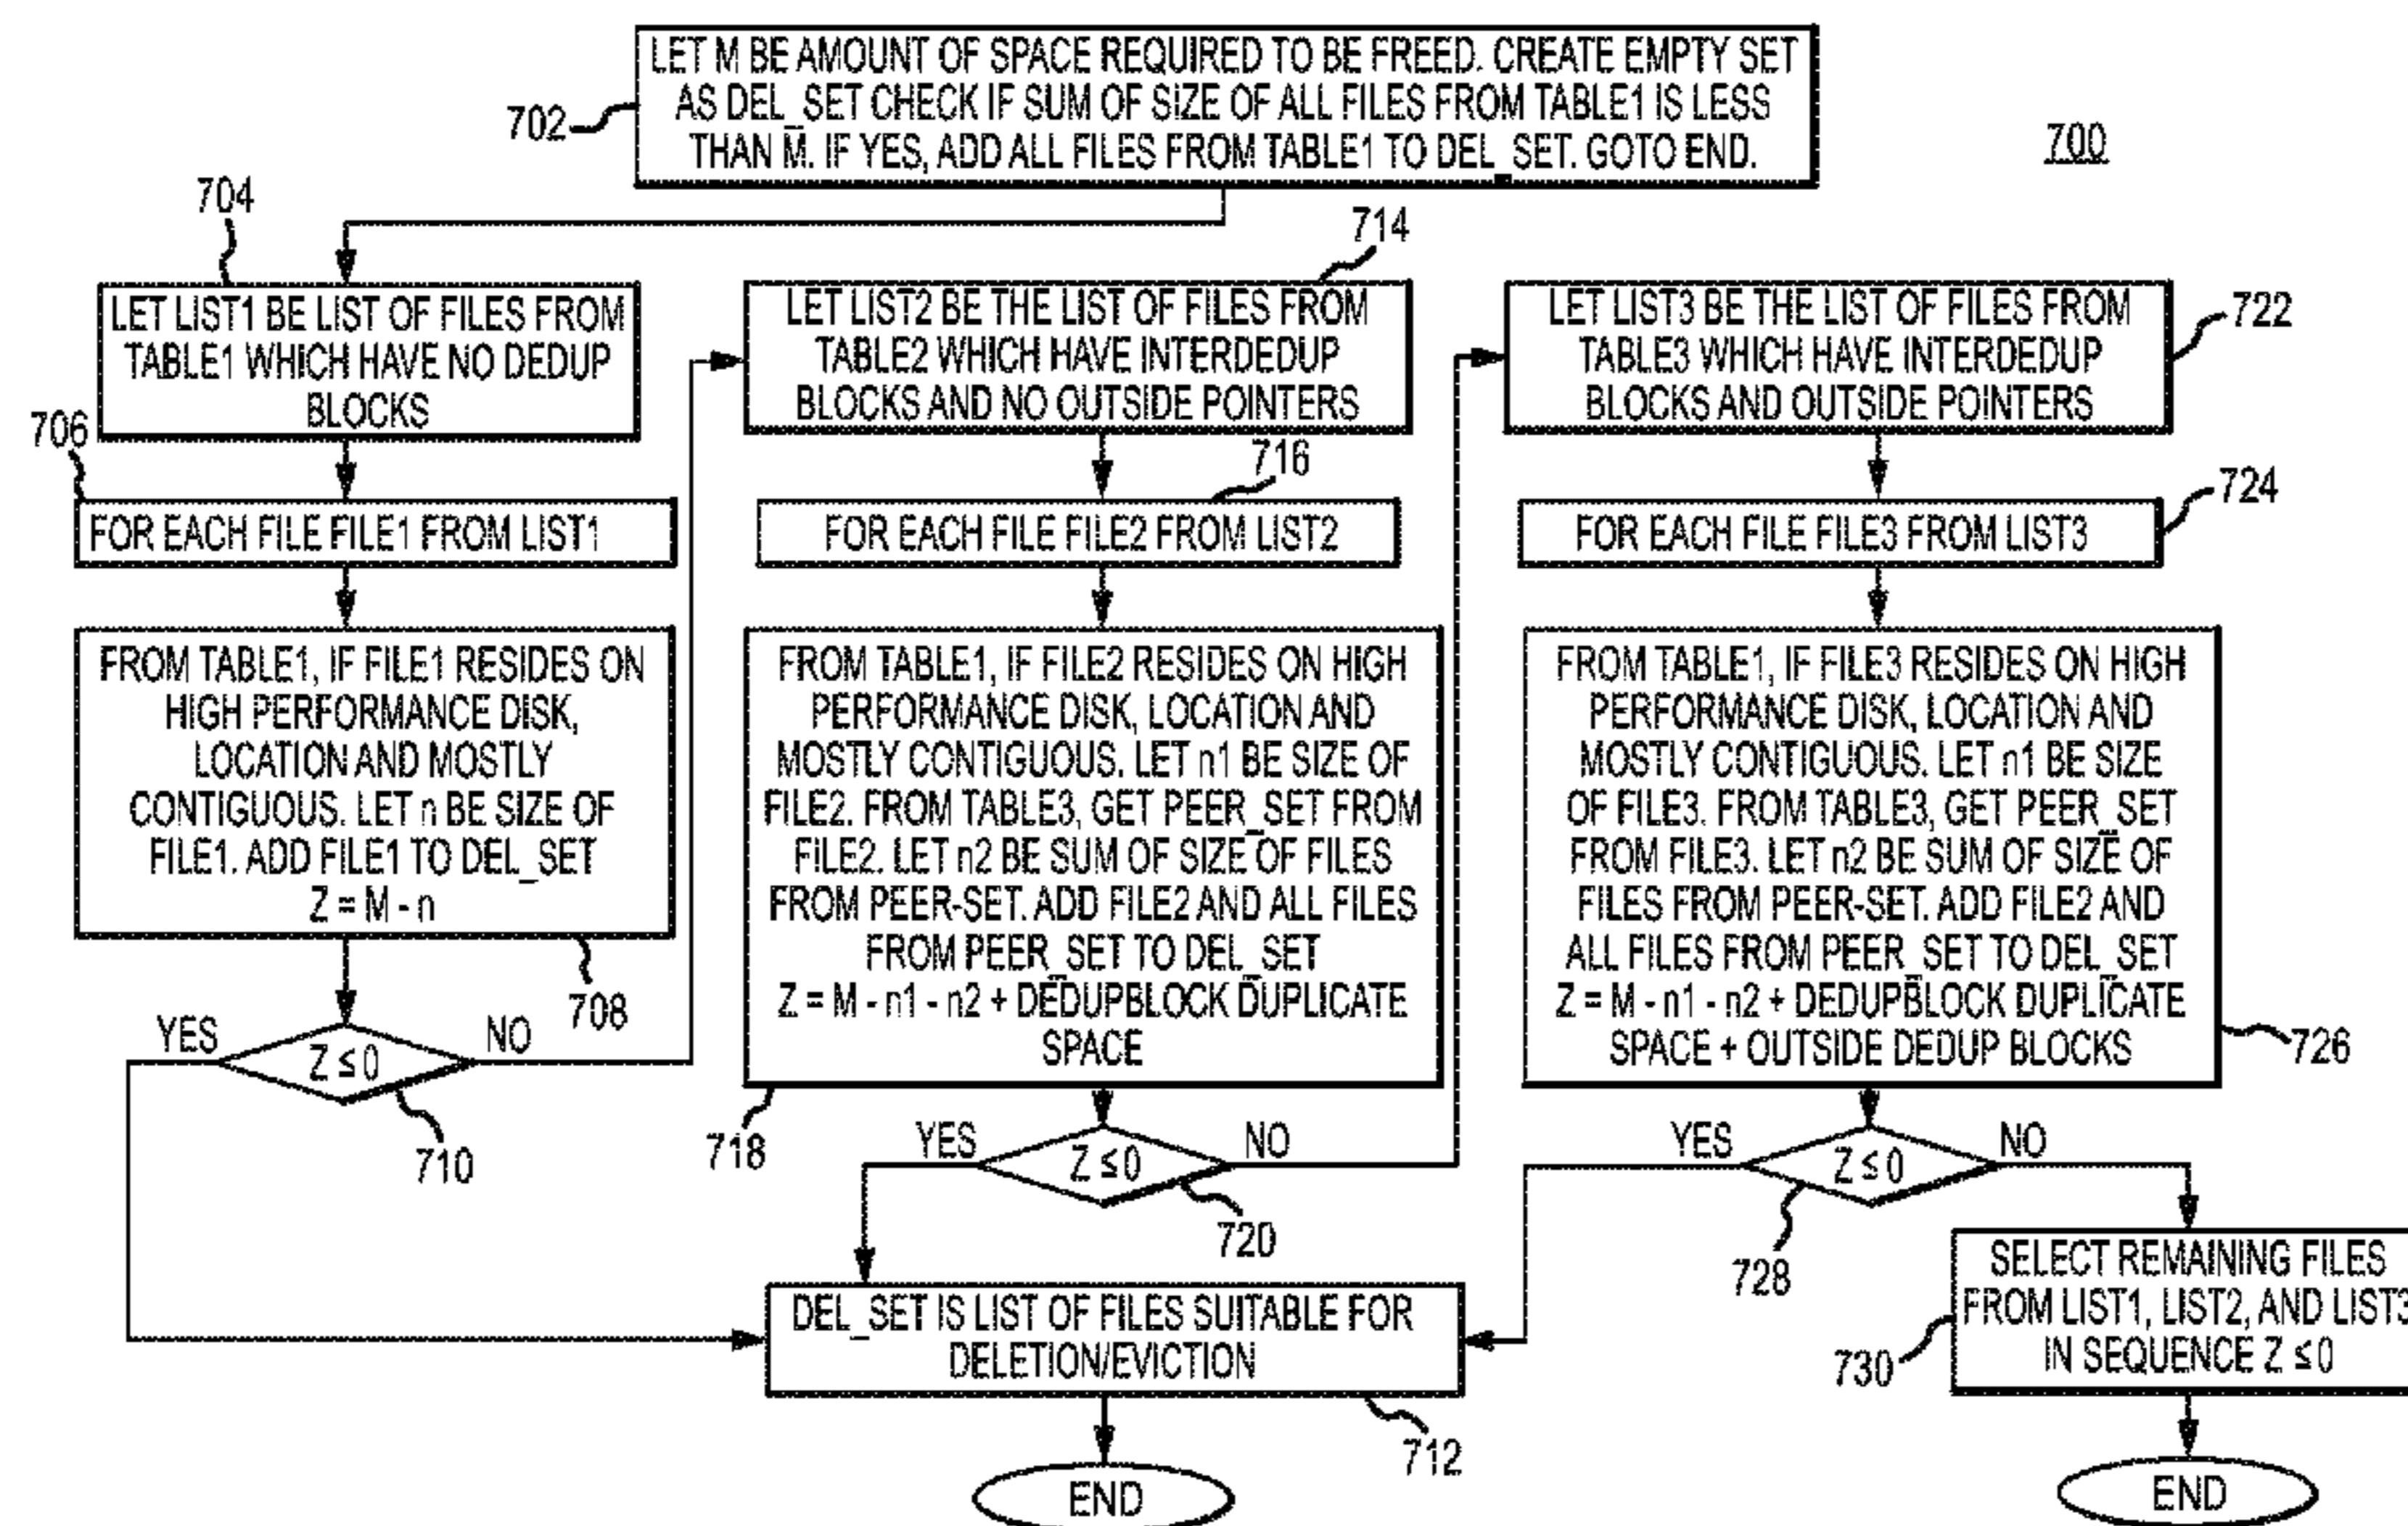 LET M BE AMOUNT OF SPACE REQUIRED TO BE FREED. CREATE EMPTY SET
AS DEL_SET CHECK IF SUM OF SIZE OF ALL FILES FROM TABLE1 IS LESS
THAN M. IF YES, ADD ALL FILES FROM TABLE1 TO DEL_SET. GOTO END.
702
700
704
LET LIST1 BE LIST OF FILES FROM
TABLE1 WHICH HAVE NO DEDUP
BLOCKS
706
FOR EACH FILE FILE1 FROM LIST1
FROM TABLE1, IF FILE1 RESIDES ON
HIGH PERFORMANCE DISK,
LOCATION AND MOSTLY
CONTIGUOUS. LET n BE SIZE OF
FILE1. ADD FILE1 TO DEL_SET
Z = M - n
708
YES
Z ≤ 0
NO
710
714
LET LIST2 BE THE LIST OF FILES FROM
TABLE2 WHICH HAVE INTERDEDUP
BLOCKS AND NO OUTSIDE POINTERS
716
FOR EACH FILE FILE2 FROM LIST2
FROM TABLE1, IF FILE2 RESIDES ON HIGH
PERFORMANCE DISK, LOCATION AND
MOSTLY CONTIGUOUS. LET n1 BE SIZE OF
FILE2. FROM TABLE3, GET PEER_SET FROM
FILE2. LET n2 BE SUM OF SIZE OF FILES
FROM PEER-SET. ADD FILE2 AND ALL FILES
FROM PEER_SET TO DEL_SET
Z = M - n1 - n2 + DEDUPBLOCK DUPLICATE
SPACE
718
YES
Z ≤ 0
NO
720
LET LIST3 BE THE LIST OF FILES FROM
TABLE3 WHICH HAVE INTERDEDUP
BLOCKS AND OUTSIDE POINTERS
722
FOR EACH FILE FILE3 FROM LIST3
724
FROM TABLE1, IF FILE3 RESIDES ON HIGH
PERFORMANCE DISK, LOCATION AND
MOSTLY CONTIGUOUS. LET n1 BE SIZE
OF FILE3. FROM TABLE3, GET PEER_SET
FROM FILE3. LET n2 BE SUM OF SIZE OF
FILES FROM PEER-SET. ADD FILE2 AND
ALL FILES FROM PEER_SET TO DEL_SET
Z = M - n1 - n2 + DEDUPBLOCK DUPLICATE
SPACE + OUTSIDE DEDUP BLOCKS
726
YES
Z ≤ 0
NO
728
DEL_SET IS LIST OF FILES SUITABLE FOR
DELETION/EVICTION
712
END
SELECT REMAINING FILES
FROM LIST1, LIST2, AND LIST3
IN SEQUENCE Z ≤ 0
730
END